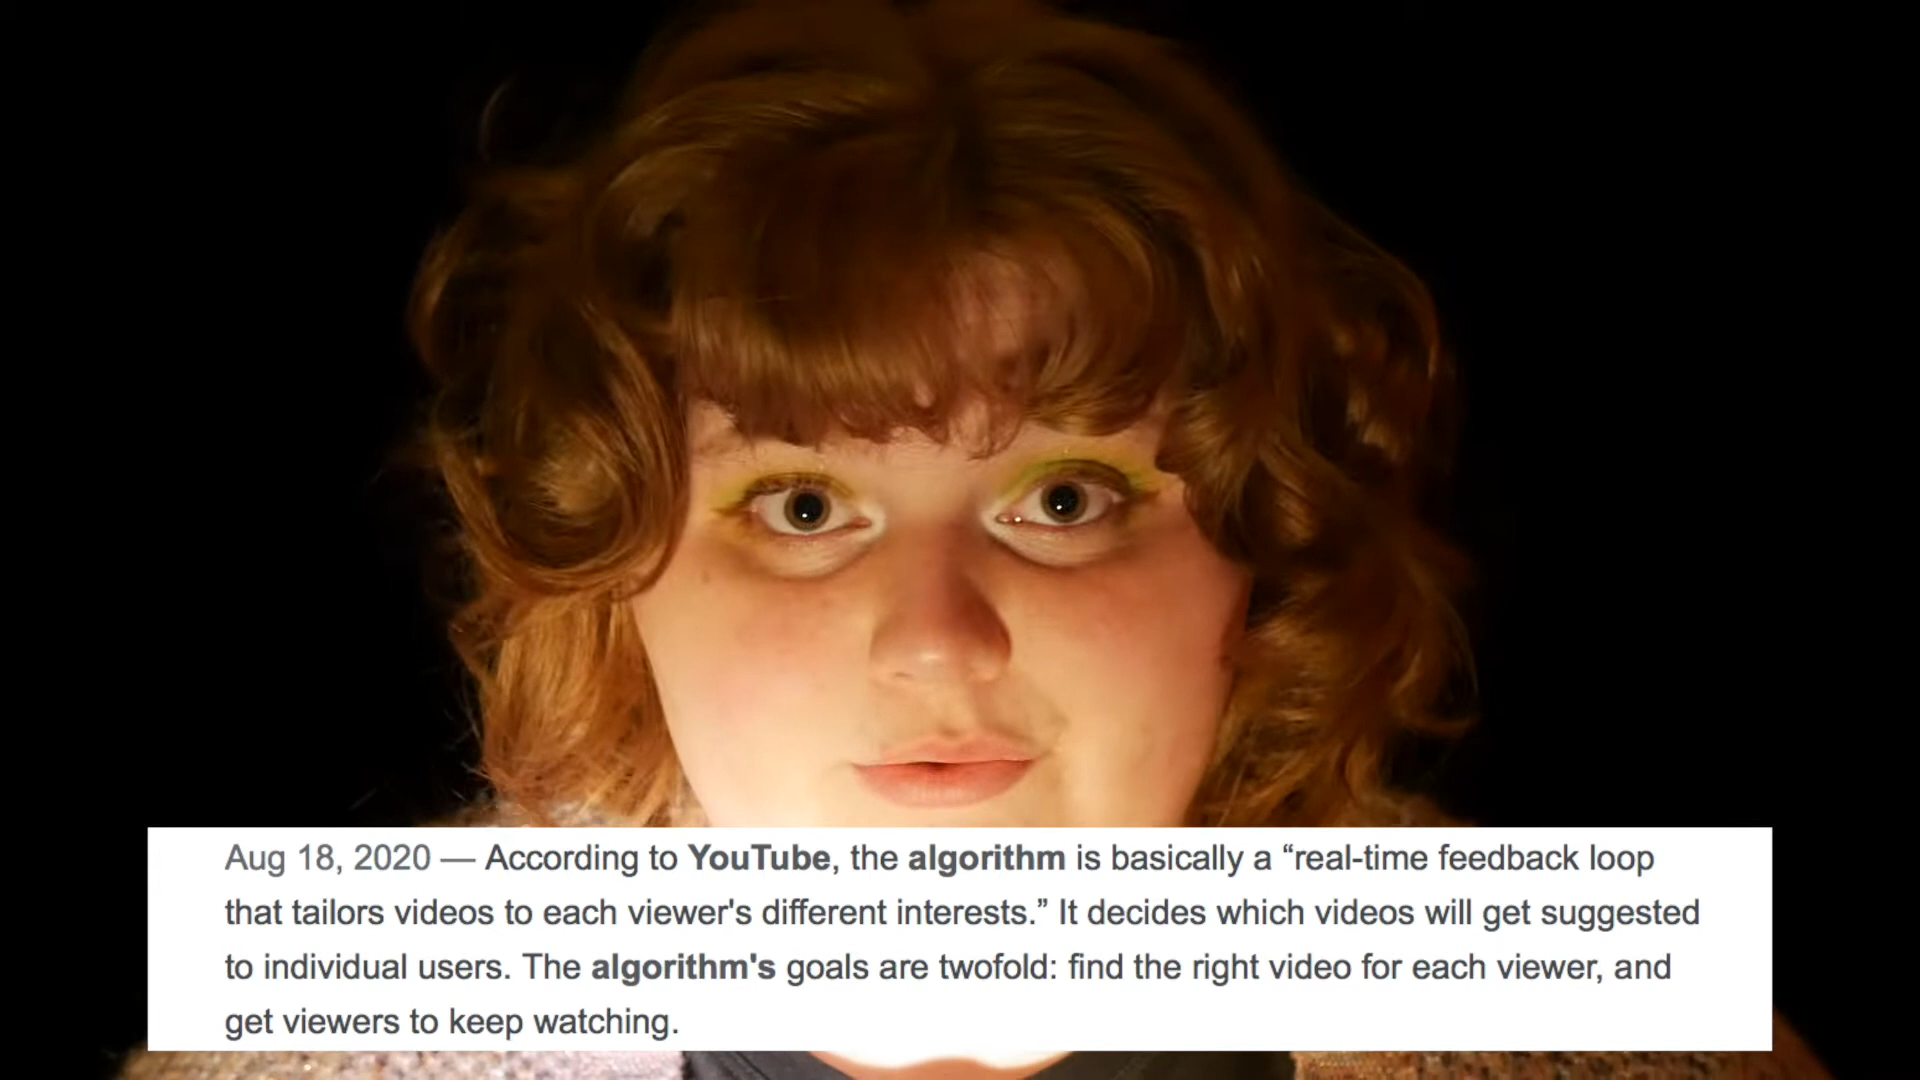 Aug 18, 2020 — According to YouTube, the algorithm is basically a “real-time feedback loop
that tailors videos to each viewer's different interests.” It decides which videos will get suggested
to individual users. The algorithm's goals are twofold: find the right video for each viewer, and
get viewers to keep watching.